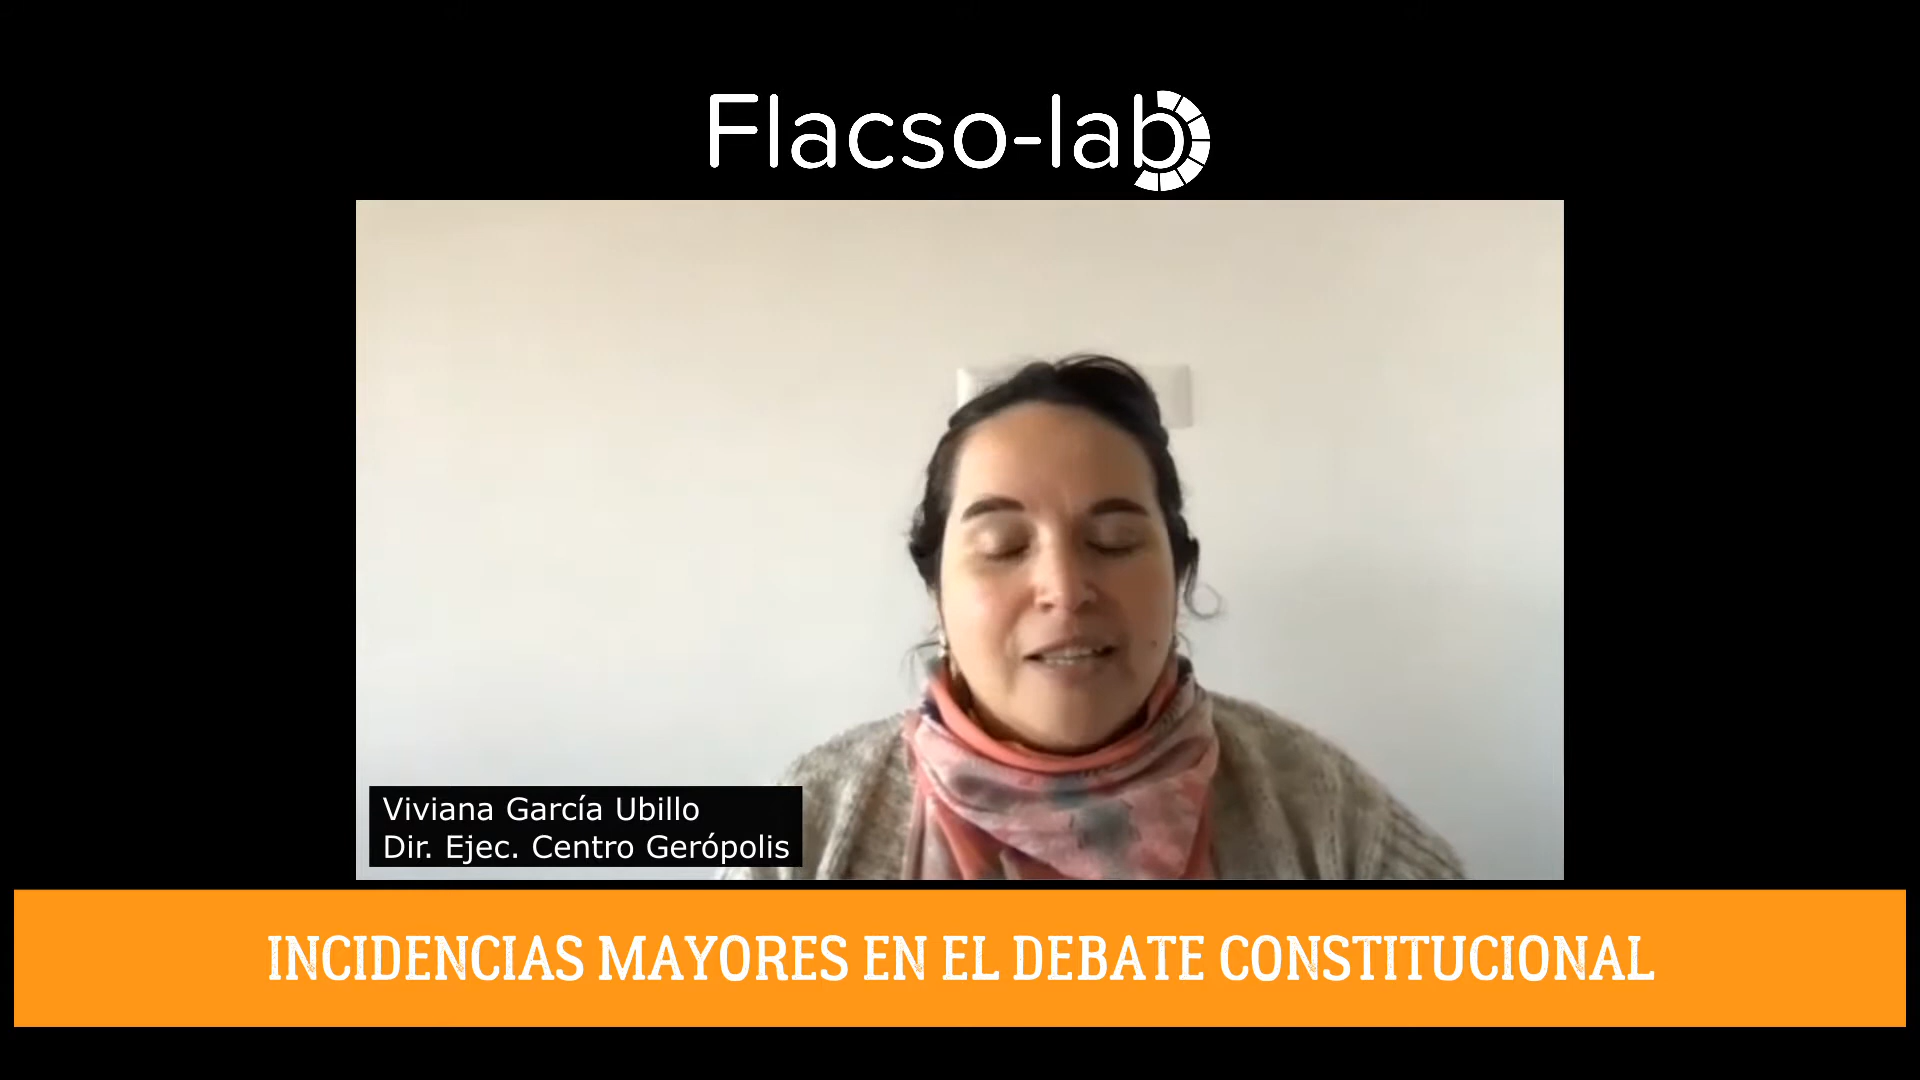 Flacso-lab
Viviana García Ubillo
Dir. Ejec. Centro Gerópolis
INCIDENCIAS MAYORES EN EL DEBATE CONSTITUCIONAL